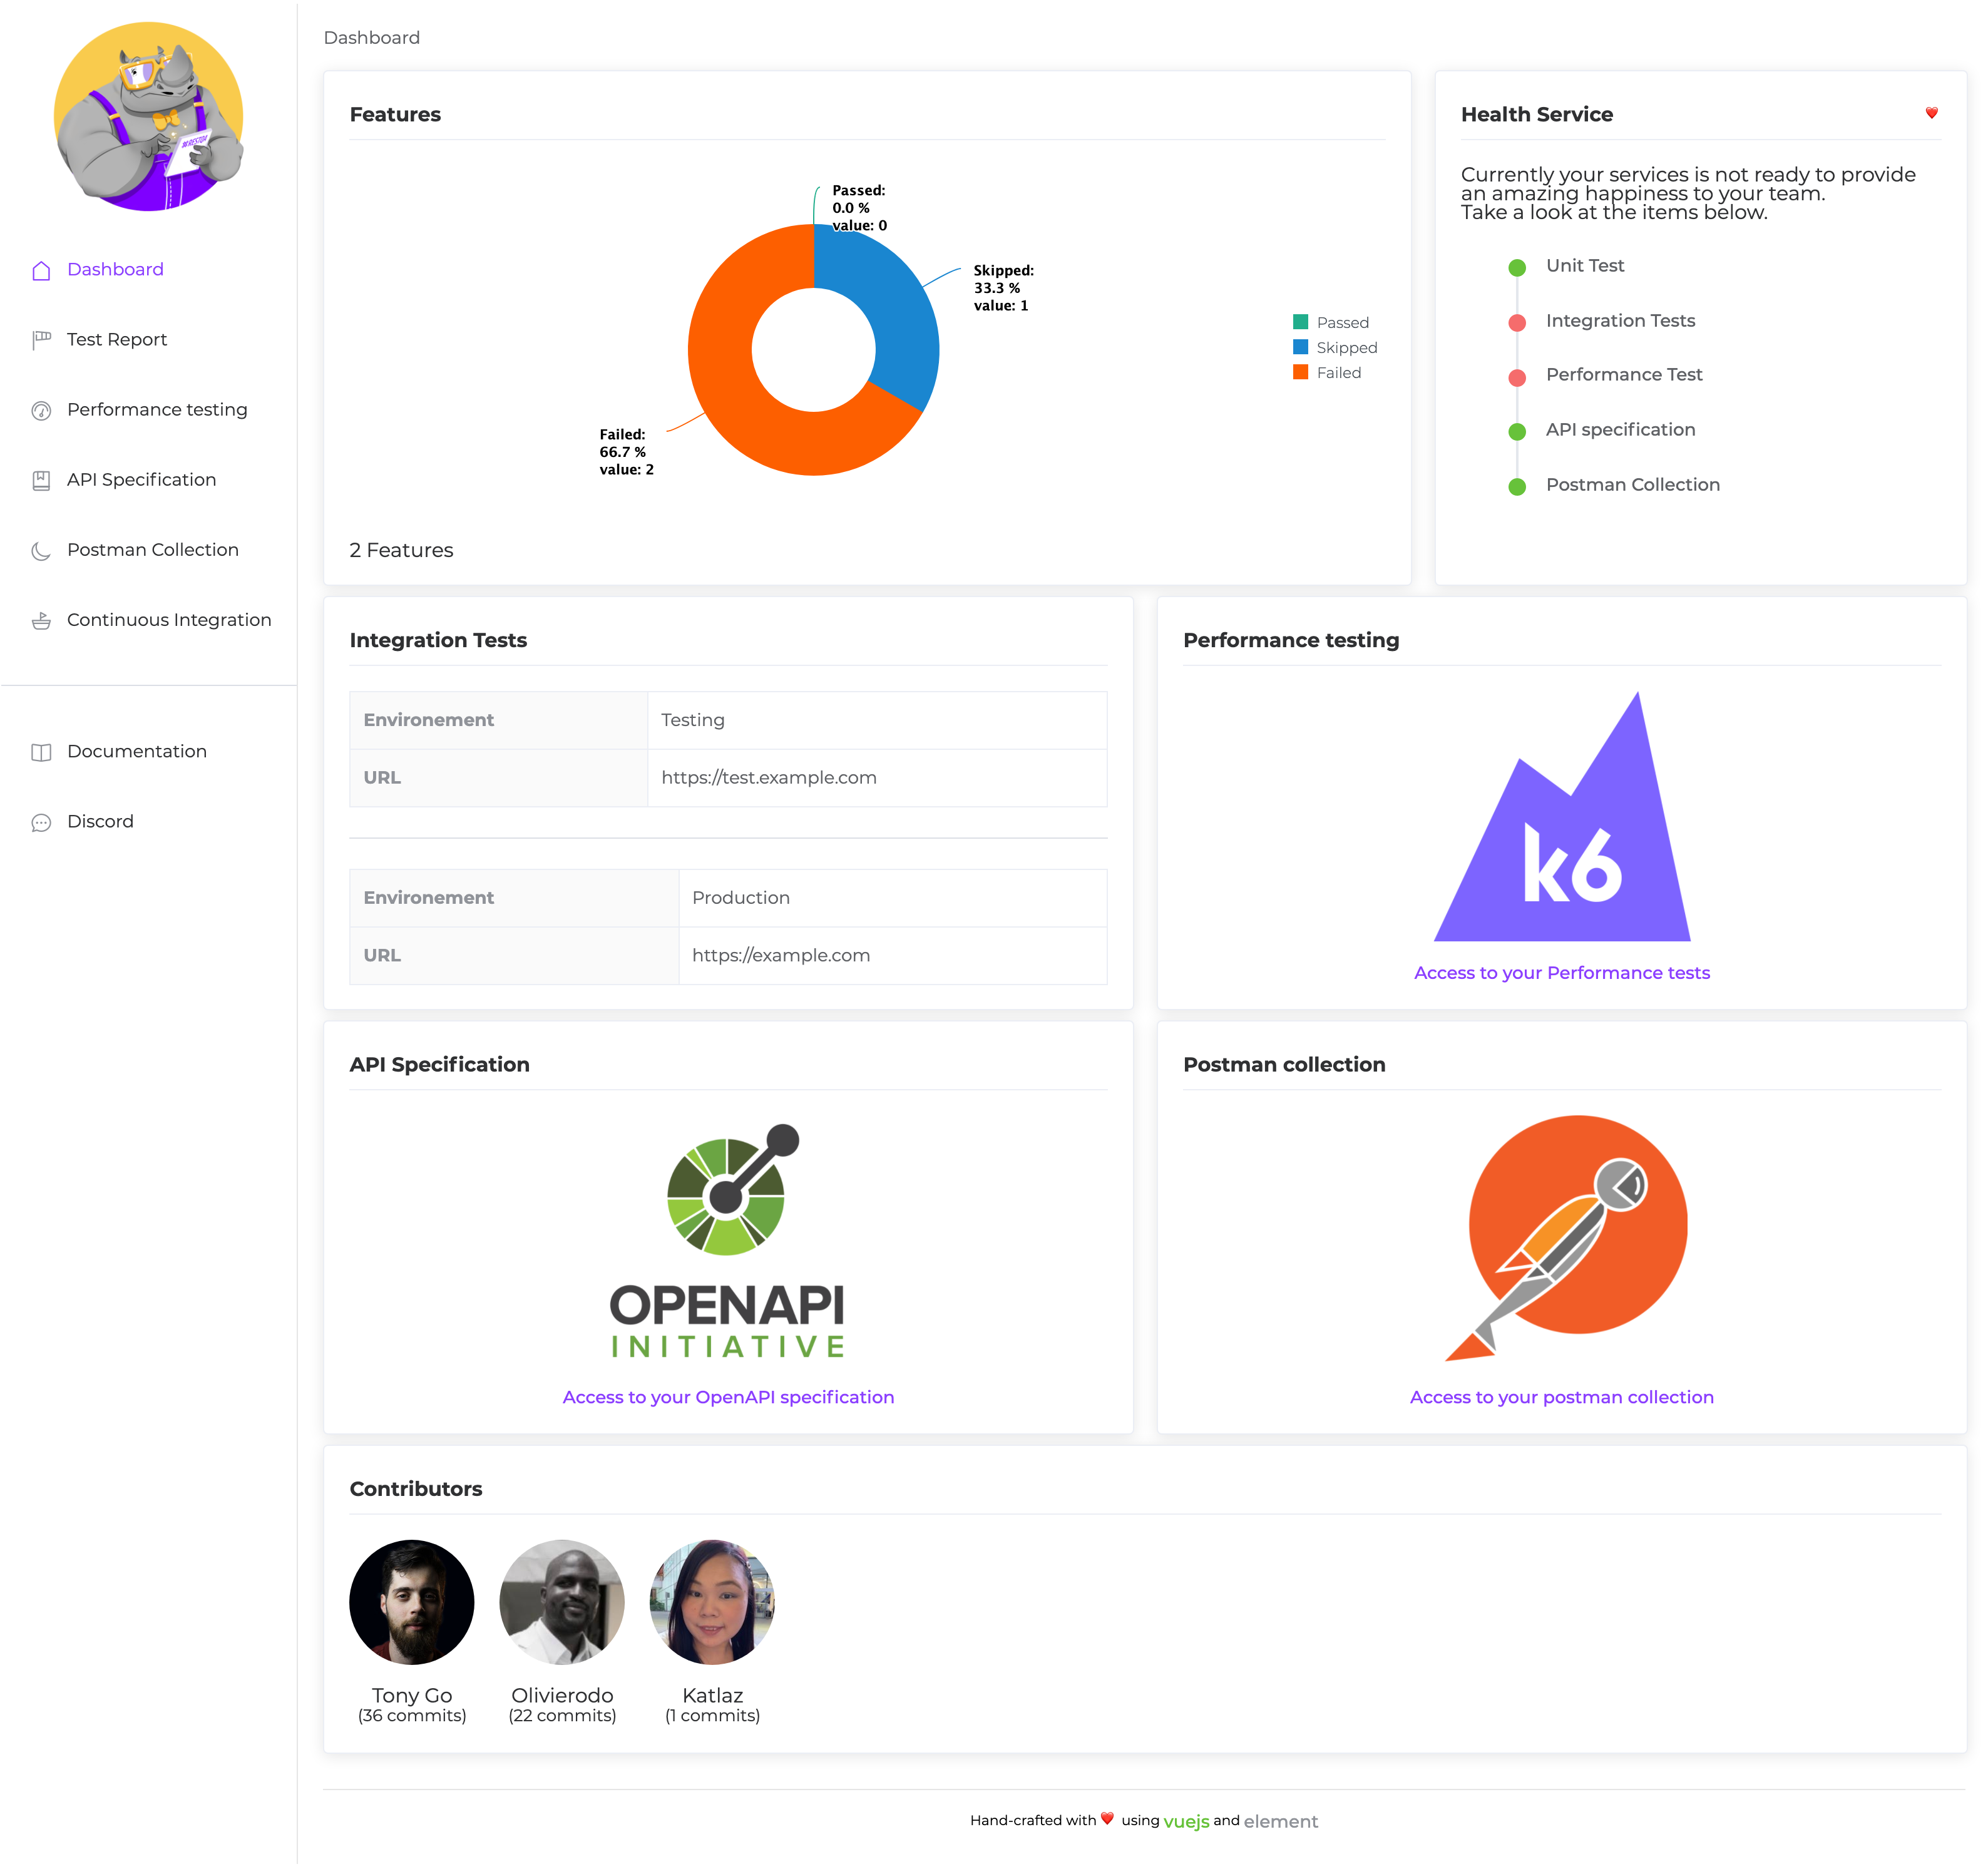 Dashboard
Test Report
Performance testing
API Specification
Postman Collection
Continuous Integration
Documentation
Discord
Dashboard
Features
Passed:
0.0 %
value: 0
Skipped:
33.3 %
value: 1
Failed:
66.7 %
value: 2
Passed
Skipped
Failed
2 Features
Health Service
Currently your services is not ready to provide
an amazing happiness to your team.
Take a look at the items below.
Unit Test
Integration Tests
Performance Test
API specification
Postman Collection
Integration Tests
Environement Testing
URL https://test.example.com
Environement Production
URL https://example.com
Performance testing
k6
Access to your Performance tests
API Specification
OPENAPI
INITIATIVE
Access to your OpenAPI specification
Postman collection
Access to your postman collection
Contributors
Tony Go
(36 commits)
Olivierodo
(22 commits)
Katlaz
(1 commits)
Hand-crafted with ❤️ using vuejs and element